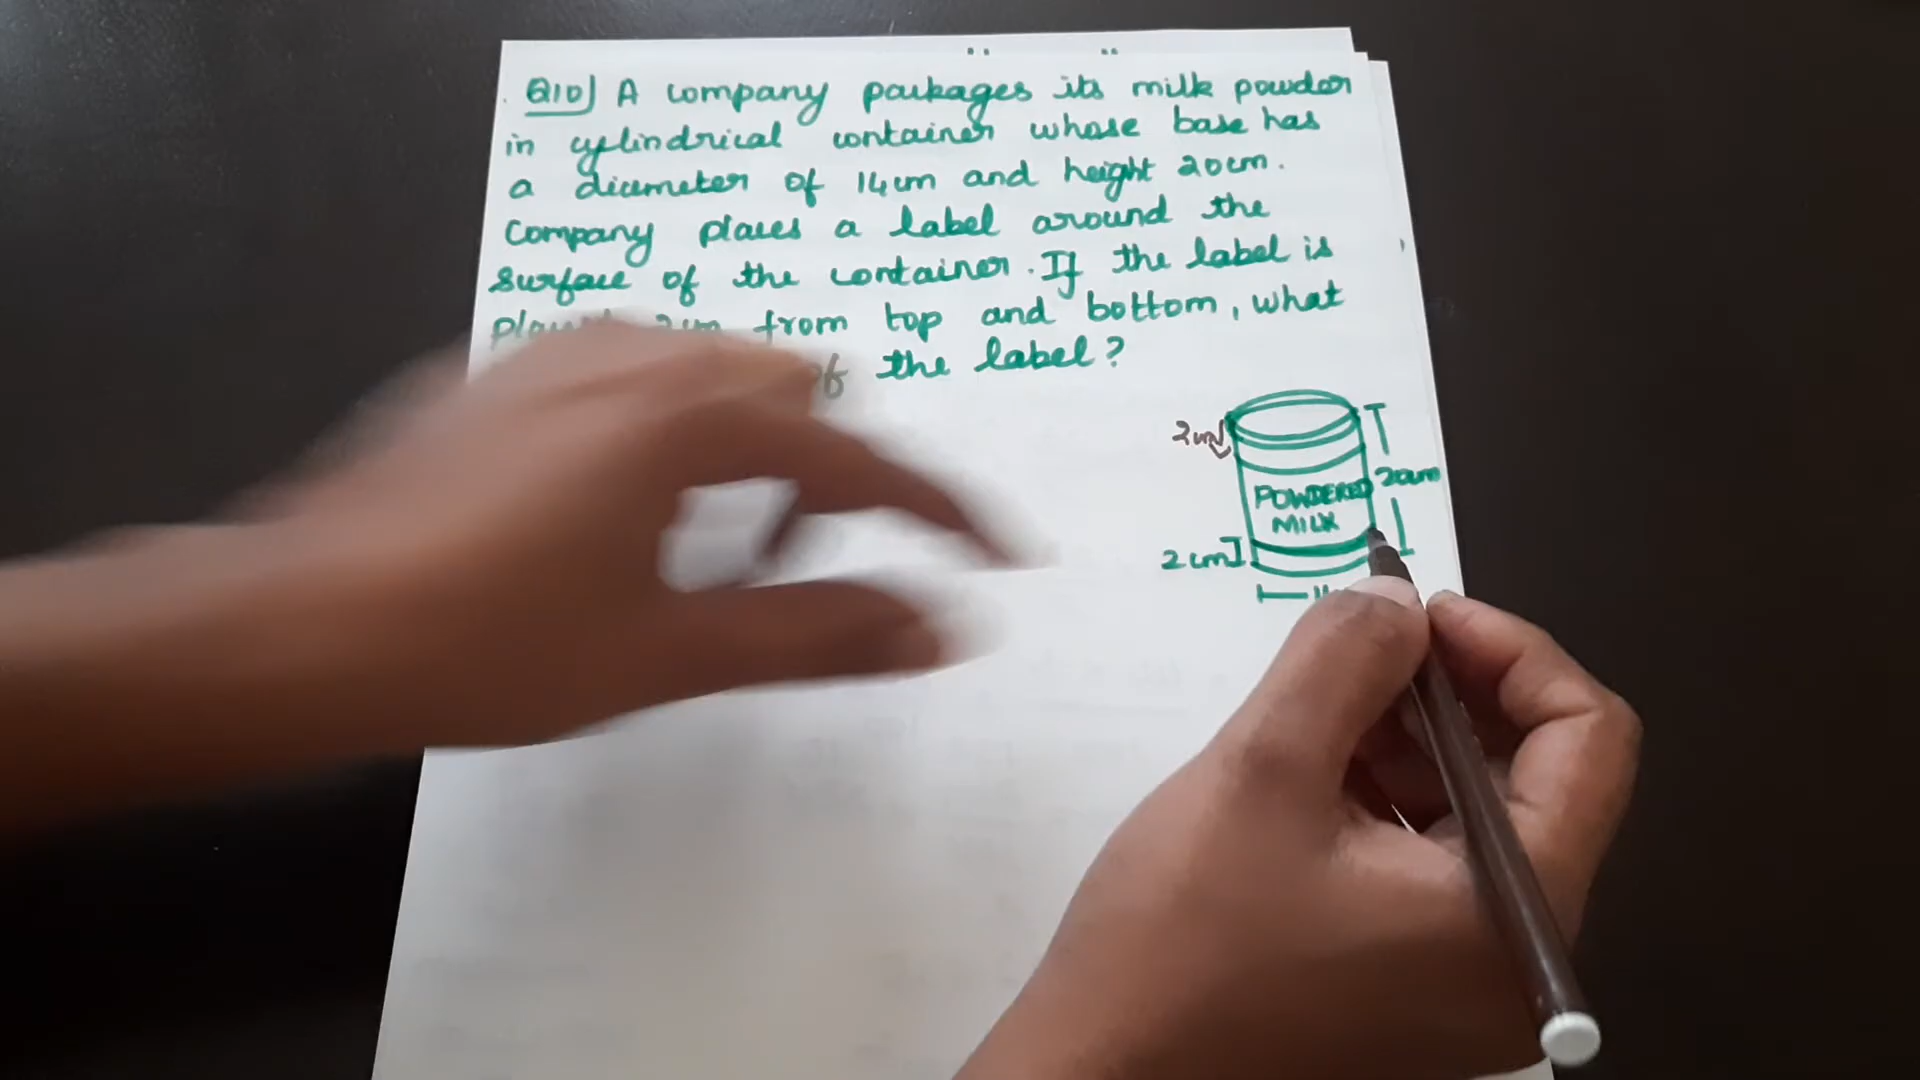 Q10) A company packages its milk powder
in cylindrical container whose base has
a diameter of 14cm and height 20cm.
Company places a label around the
surface of the container. If the label is
2cm from top and bottom, what
of the label?
2cm
20cm
POWDERED
MILK
2cm